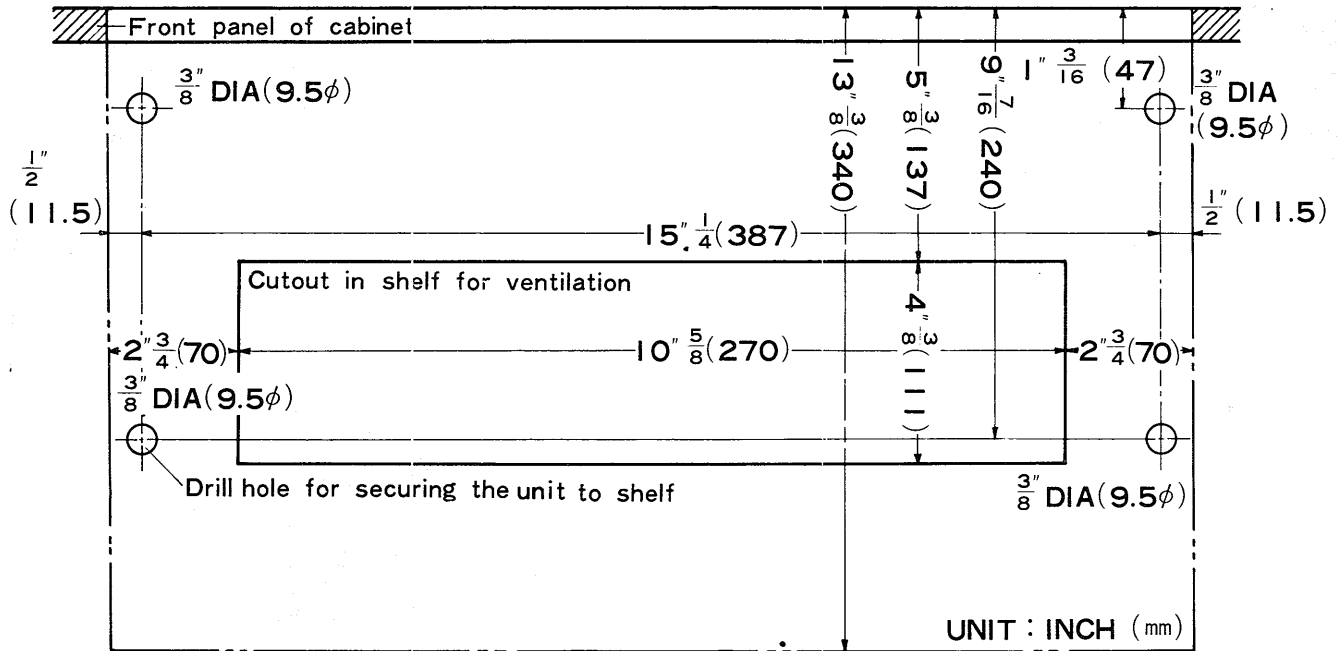 Front panel of cabinet
3/8" DIA(9.5φ)
13" 3/8(340)
5" 3/8(137)
9" 7/16(240)
1" 3/16 (47)
3/8" DIA
(9.5φ)
1/2"
(11.5)
1/2" (11.5)
15" 1/4(387)
Cutout in shelf for ventilation
4" 3/8(111)
2" 3/4(70)
10" 5/8(270)
2" 3/4(70)
3/8" DIA(9.5φ)
Drill hole for securing the unit to shelf
3/8" DIA(9.5φ)
UNIT : INCH (mm)